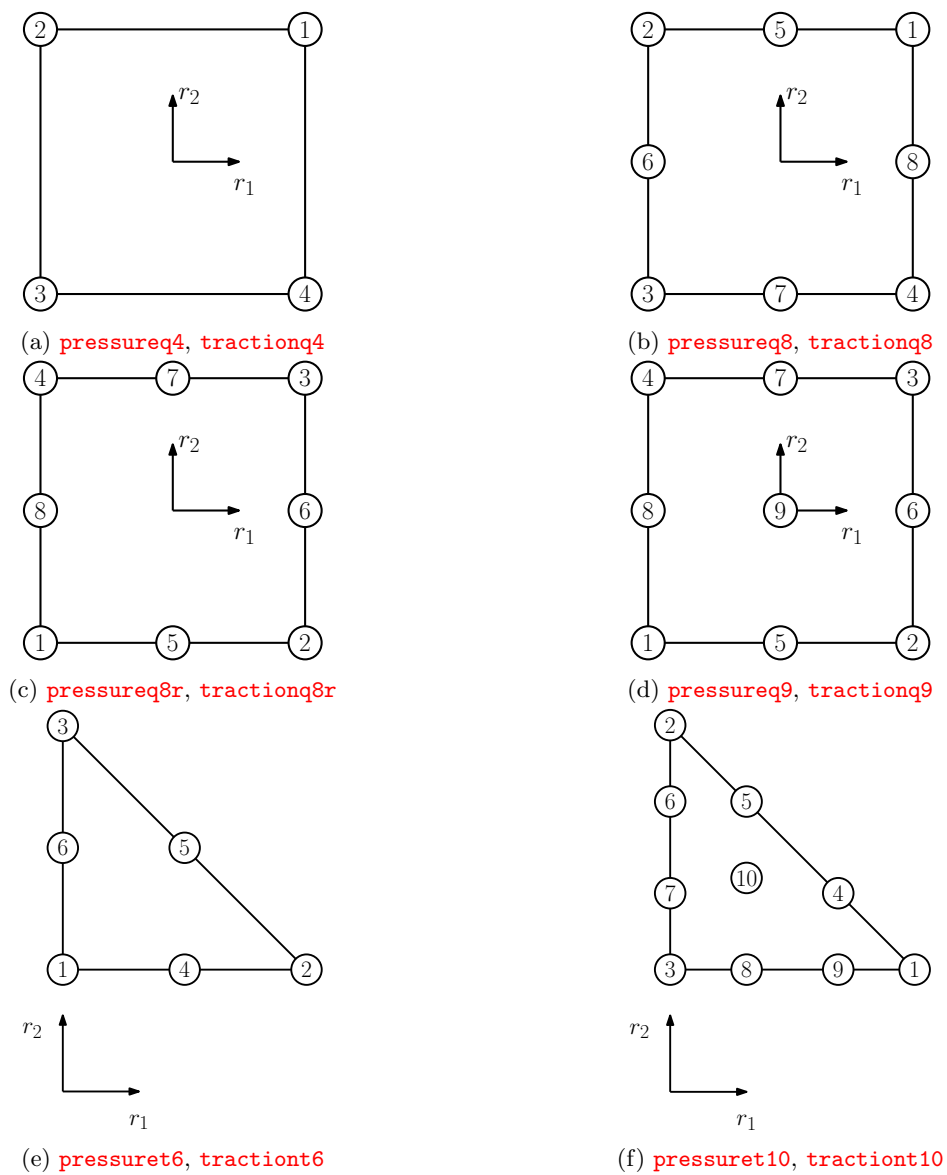 2 1 2 5 1
r2 r2
6 8
r1 r1
3 4 3 7 4
(a) pressureq4, tractionq4 (b) pressureq8, tractionq8
4 7 3 4 7 3
r2 r2
8 6 8 9 6
r1 r1
1 5 2 1 5 2
(c) pressureq8r, tractionq8r (d) pressureq9, tractionq9
3 2
6 5
6 5
10
7 4
1 4 2 3 8 9 1
r2 r2
r1 r1
(e) pressuret6, tractiont6 (f) pressuret10, tractiont10